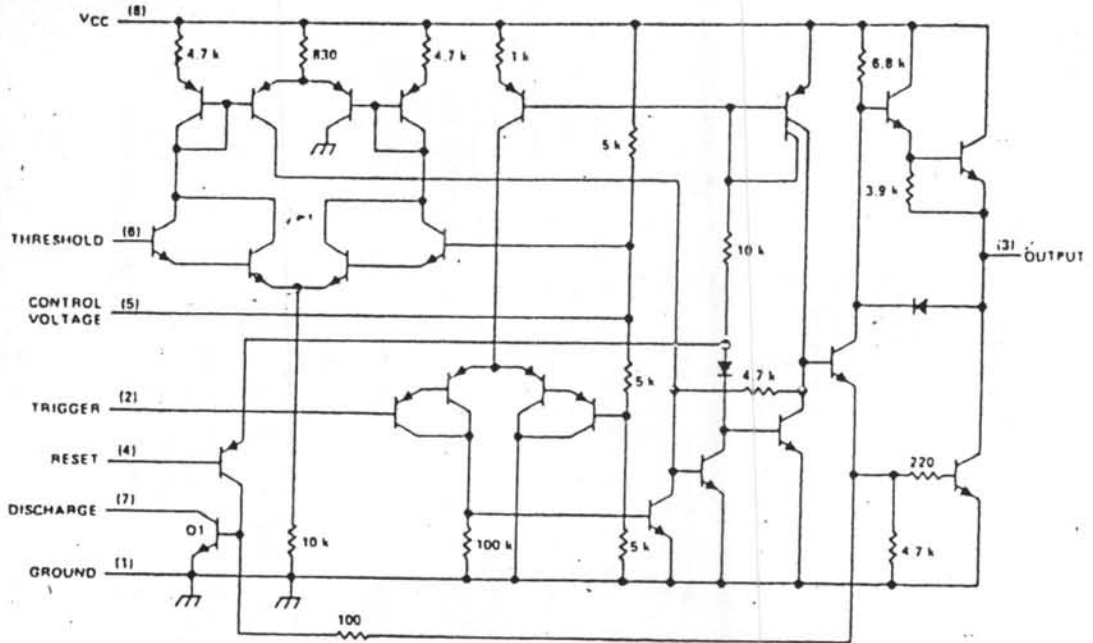 VCC (8)
4.7 k
830
4.7 k
1 k
6.8 k
5 k
3.9 k
THRESHOLD (6)
10 k
(3) OUTPUT
CONTROL VOLTAGE (5)
5 k
4.7 k
TRIGGER (2)
RESET (4)
220
DISCHARGE (7)
Q1
10 k
100 k
5 k
4.7 k
GROUND (1)
100